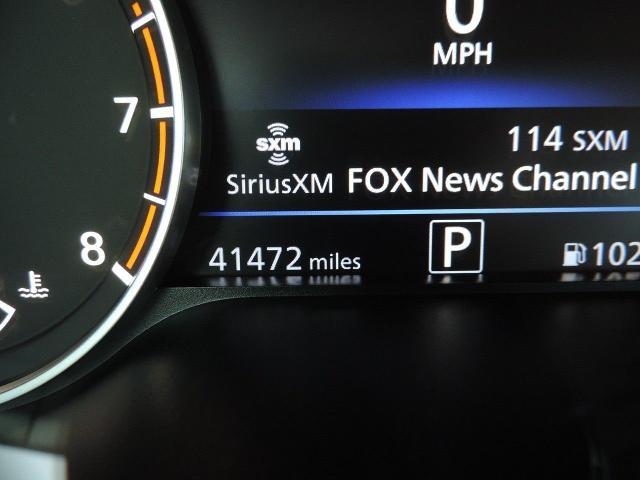 0
MPH
7
sxm
114 SXM
SiriusXM FOX News Channel
8
41472 miles
P
102